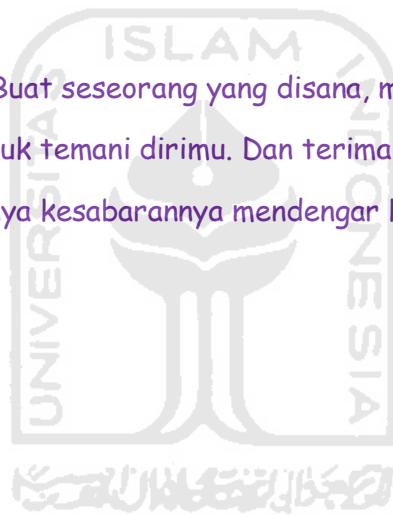 ISLAM
Buat seseorang yang disana, m
uk temani dirimu. Dan terima
ya kesabarannya mendengar
UNIVERSITAS
INDONESIA